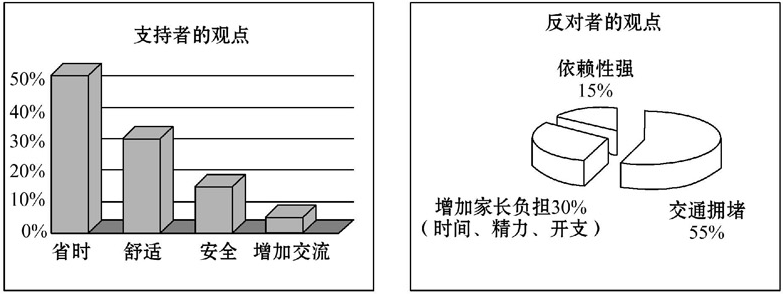 支持者的观点
50%
40%
30%
20%
10%
0%
省时
舒适
安全
增加交流
反对者的观点
依赖性强
15%
增加家长负担30%
（时间、精力、开支）
交通拥堵
55%